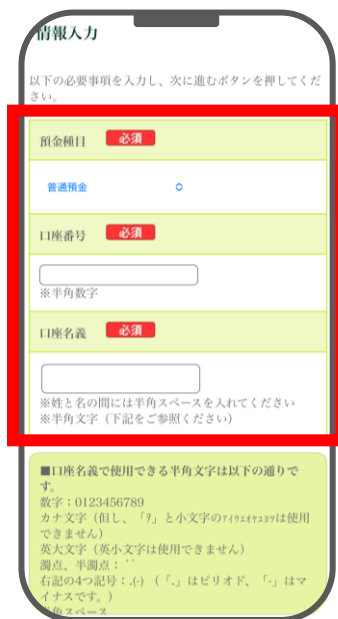 情報入力
以下の必要事項を入力し、次に進むボタンを押してくだ
さい。
預金種目 必須
普通預金
口座番号 必須
※半角数字
口座名義 必須
※姓と名の間には半角スペースを入れてください
※半角文字（下記をご参照ください）
■口座名義で使用できる半角文字は以下の通りで
す。
数字：0123456789
カナ文字（但し、「ｦ」と小文字のｧｨｩｪｫｬｭｮｯは使用
できません）
英大文字（英小文字は使用できません）
濁点、半濁点：ﾞﾟ
右記の4つ記号：.(-) （「.」はピリオド、「-」はマ
イナスです。）
半角スペース